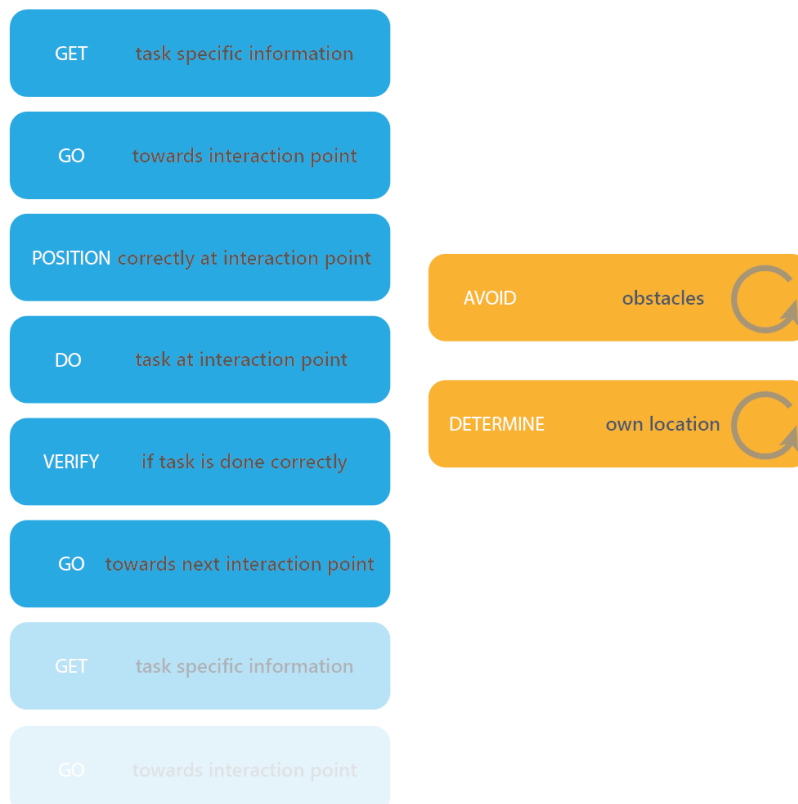 GET task specific information
GO towards interaction point
POSITION correctly at interaction point
DO task at interaction point
VERIFY if task is done correctly
GO towards next interaction point
GET task specific information
GO towards interaction point
AVOID obstacles
DETERMINE own location